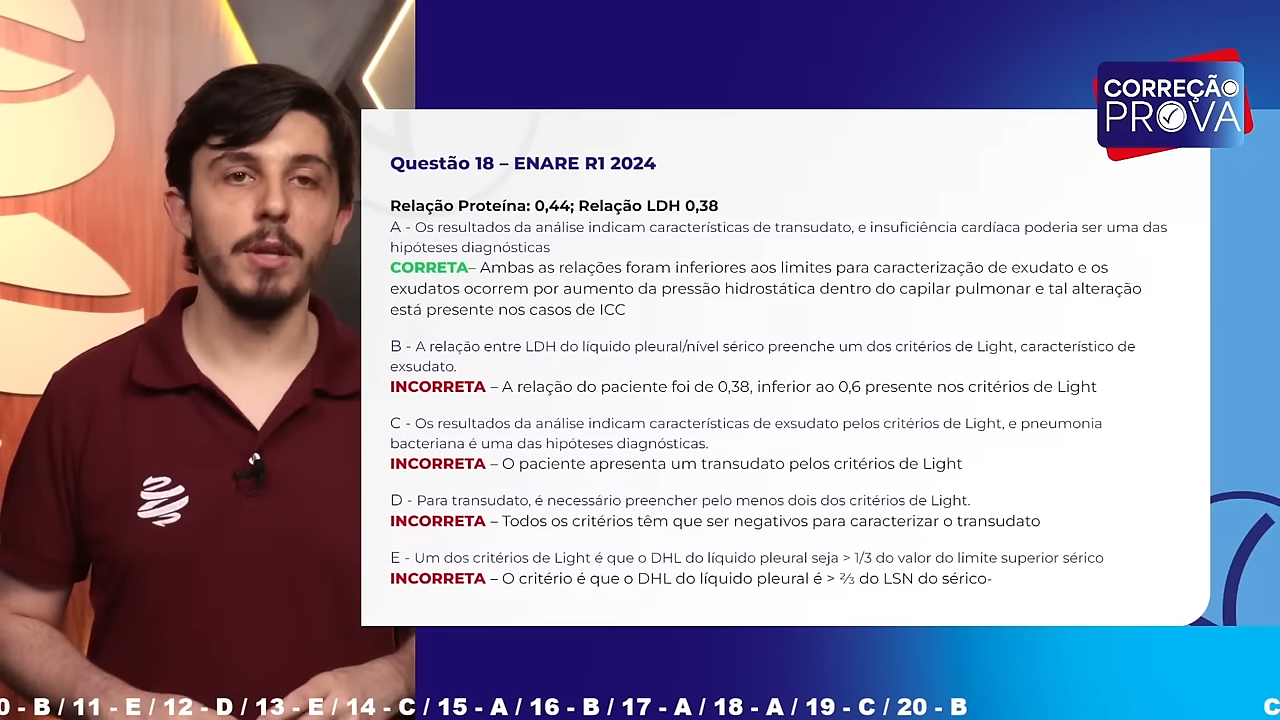 CORREÇÃO
PROVA
Questão 18 – ENARE R1 2024
Relação Proteína: 0,44; Relação LDH 0,38
A - Os resultados da análise indicam características de transudato, e insuficiência cardíaca poderia ser uma das
hipóteses diagnósticas
CORRETA– Ambas as relações foram inferiores aos limites para caracterização de exudato e os
exudatos ocorrem por aumento da pressão hidrostática dentro do capilar pulmonar e tal alteração
está presente nos casos de ICC
B - A relação entre LDH do líquido pleural/nível sérico preenche um dos critérios de Light, característico de
exsudato.
INCORRETA – A relação do paciente foi de 0,38, inferior ao 0,6 presente nos critérios de Light
C - Os resultados da análise indicam características de exsudato pelos critérios de Light, e pneumonia
bacteriana é uma das hipóteses diagnósticas.
INCORRETA – O paciente apresenta um transudato pelos critérios de Light
D - Para transudato, é necessário preencher pelo menos dois dos critérios de Light.
INCORRETA – Todos os critérios têm que ser negativos para caracterizar o transudato
E - Um dos critérios de Light é que o DHL do líquido pleural seja > 1/3 do valor do limite superior sérico
INCORRETA – O critério é que o DHL do líquido pleural é > ⅔ do LSN do sérico-
0 - B / 11 - E / 12 - D / 13 - E / 14 - C / 15 - A / 16 - B / 17 - A / 18 - A / 19 - C / 20 - B